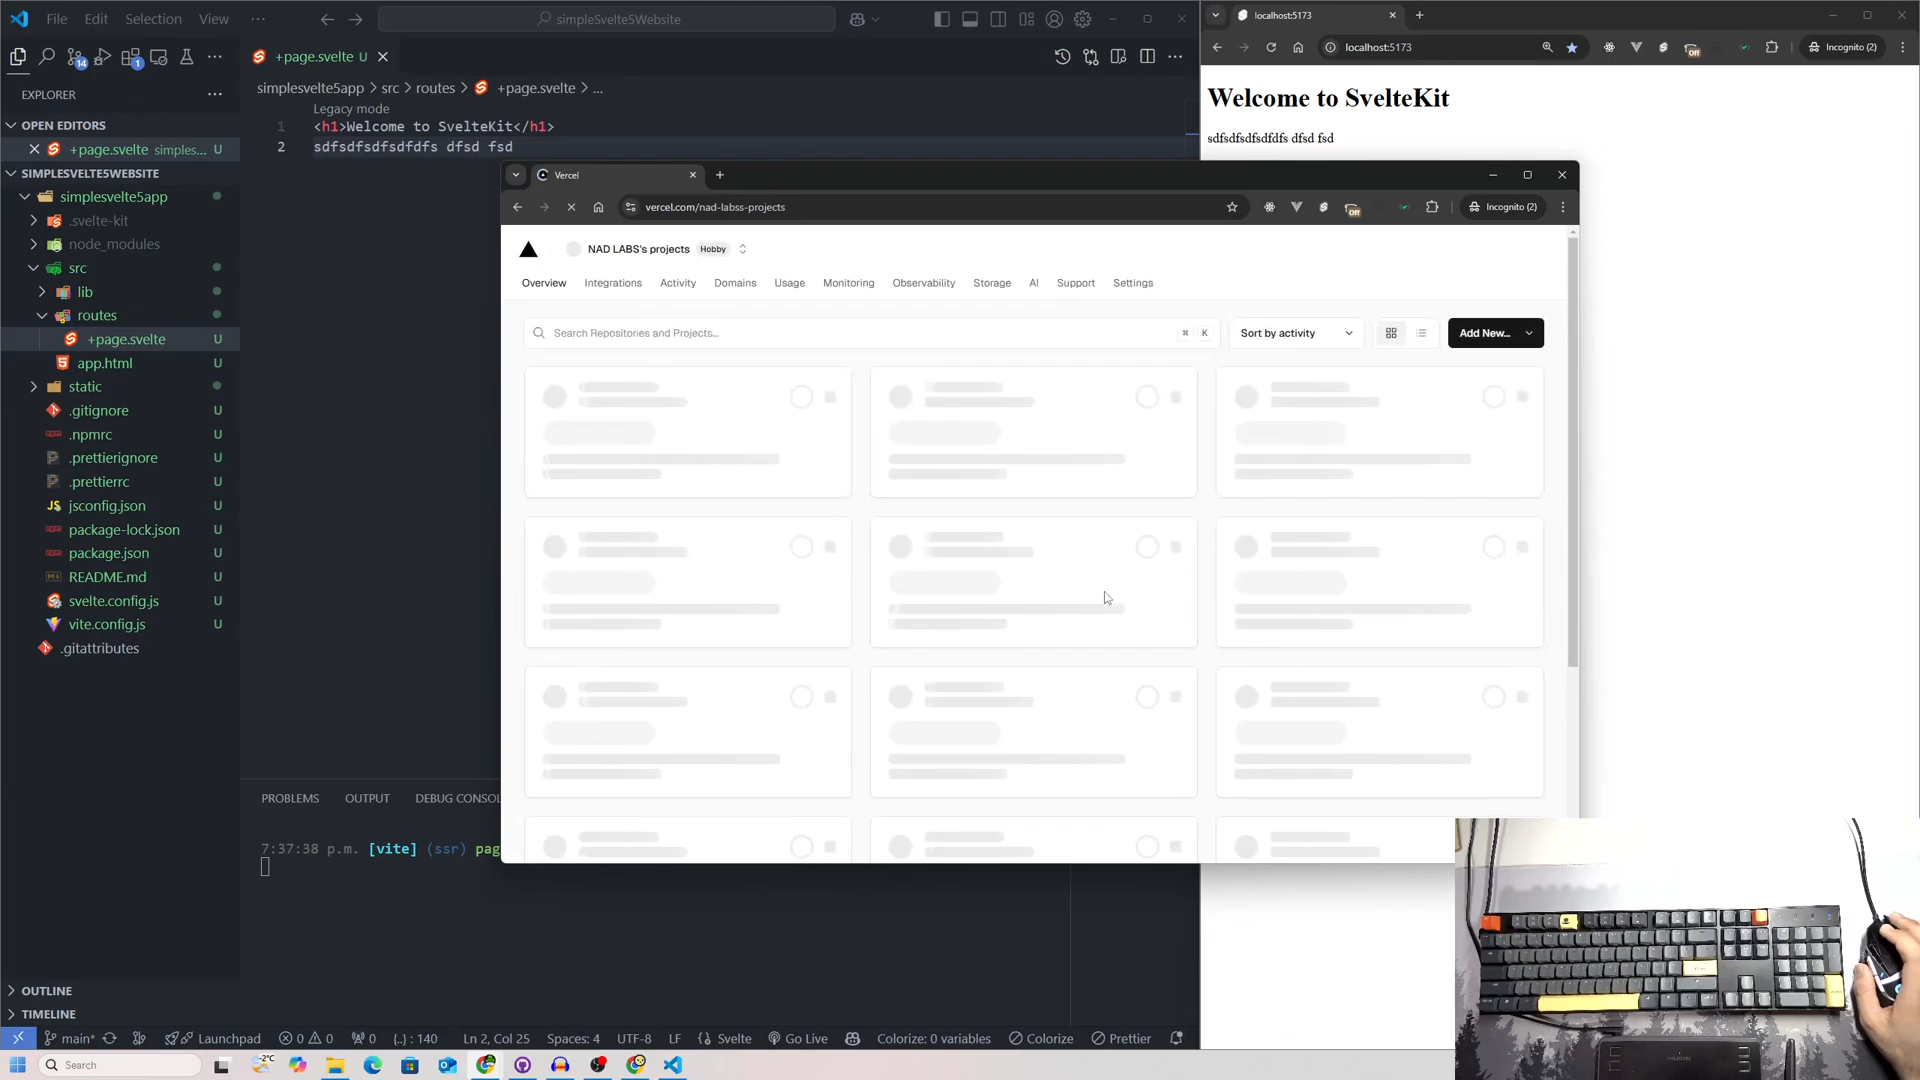 File Edit Selection View ··· simpleSvelte5Website
+page.svelte U
EXPLORER
OPEN EDITORS
+page.svelte simples... U
SIMPLESVELTE5WEBSITE
simplesvelte5app
.svelte-kit
node_modules
src
lib
routes
+page.svelte U
app.html U
static
.gitignore U
.npmrc U
.prettierignore U
.prettierrc U
jsconfig.json U
package-lock.json U
package.json U
README.md U
svelte.config.js U
vite.config.js U
.gitattributes
OUTLINE
TIMELINE
14
1
simplesvelte5app > src > routes > +page.svelte > ...
Legacy mode
1 <h1>Welcome to SvelteKit</h1>
2 sdfsdfsdfsdfdfs dfsd fsd
PROBLEMS OUTPUT DEBUG CONSOL
7:37:38 p.m. [vite] (ssr) pag
main* Launchpad 0 0 0 {..} : 140 Ln 2, Col 25 Spaces: 4 UTF-8 LF Svelte Go Live Colorize: 0 variables Colorize Prettier
Search
-2°C
localhost:5173
localhost:5173
Off
Incognito (2)
Welcome to SvelteKit
sdfsdfsdfsdfdfs dfsd fsd
Vercel
vercel.com/nad-labss-projects
Off
Incognito (2)
NAD LABS's projects Hobby
Overview Integrations Activity Domains Usage Monitoring Observability Storage AI Support Settings
Search Repositories and Projects... ⌘ K
Sort by activity
Add New...